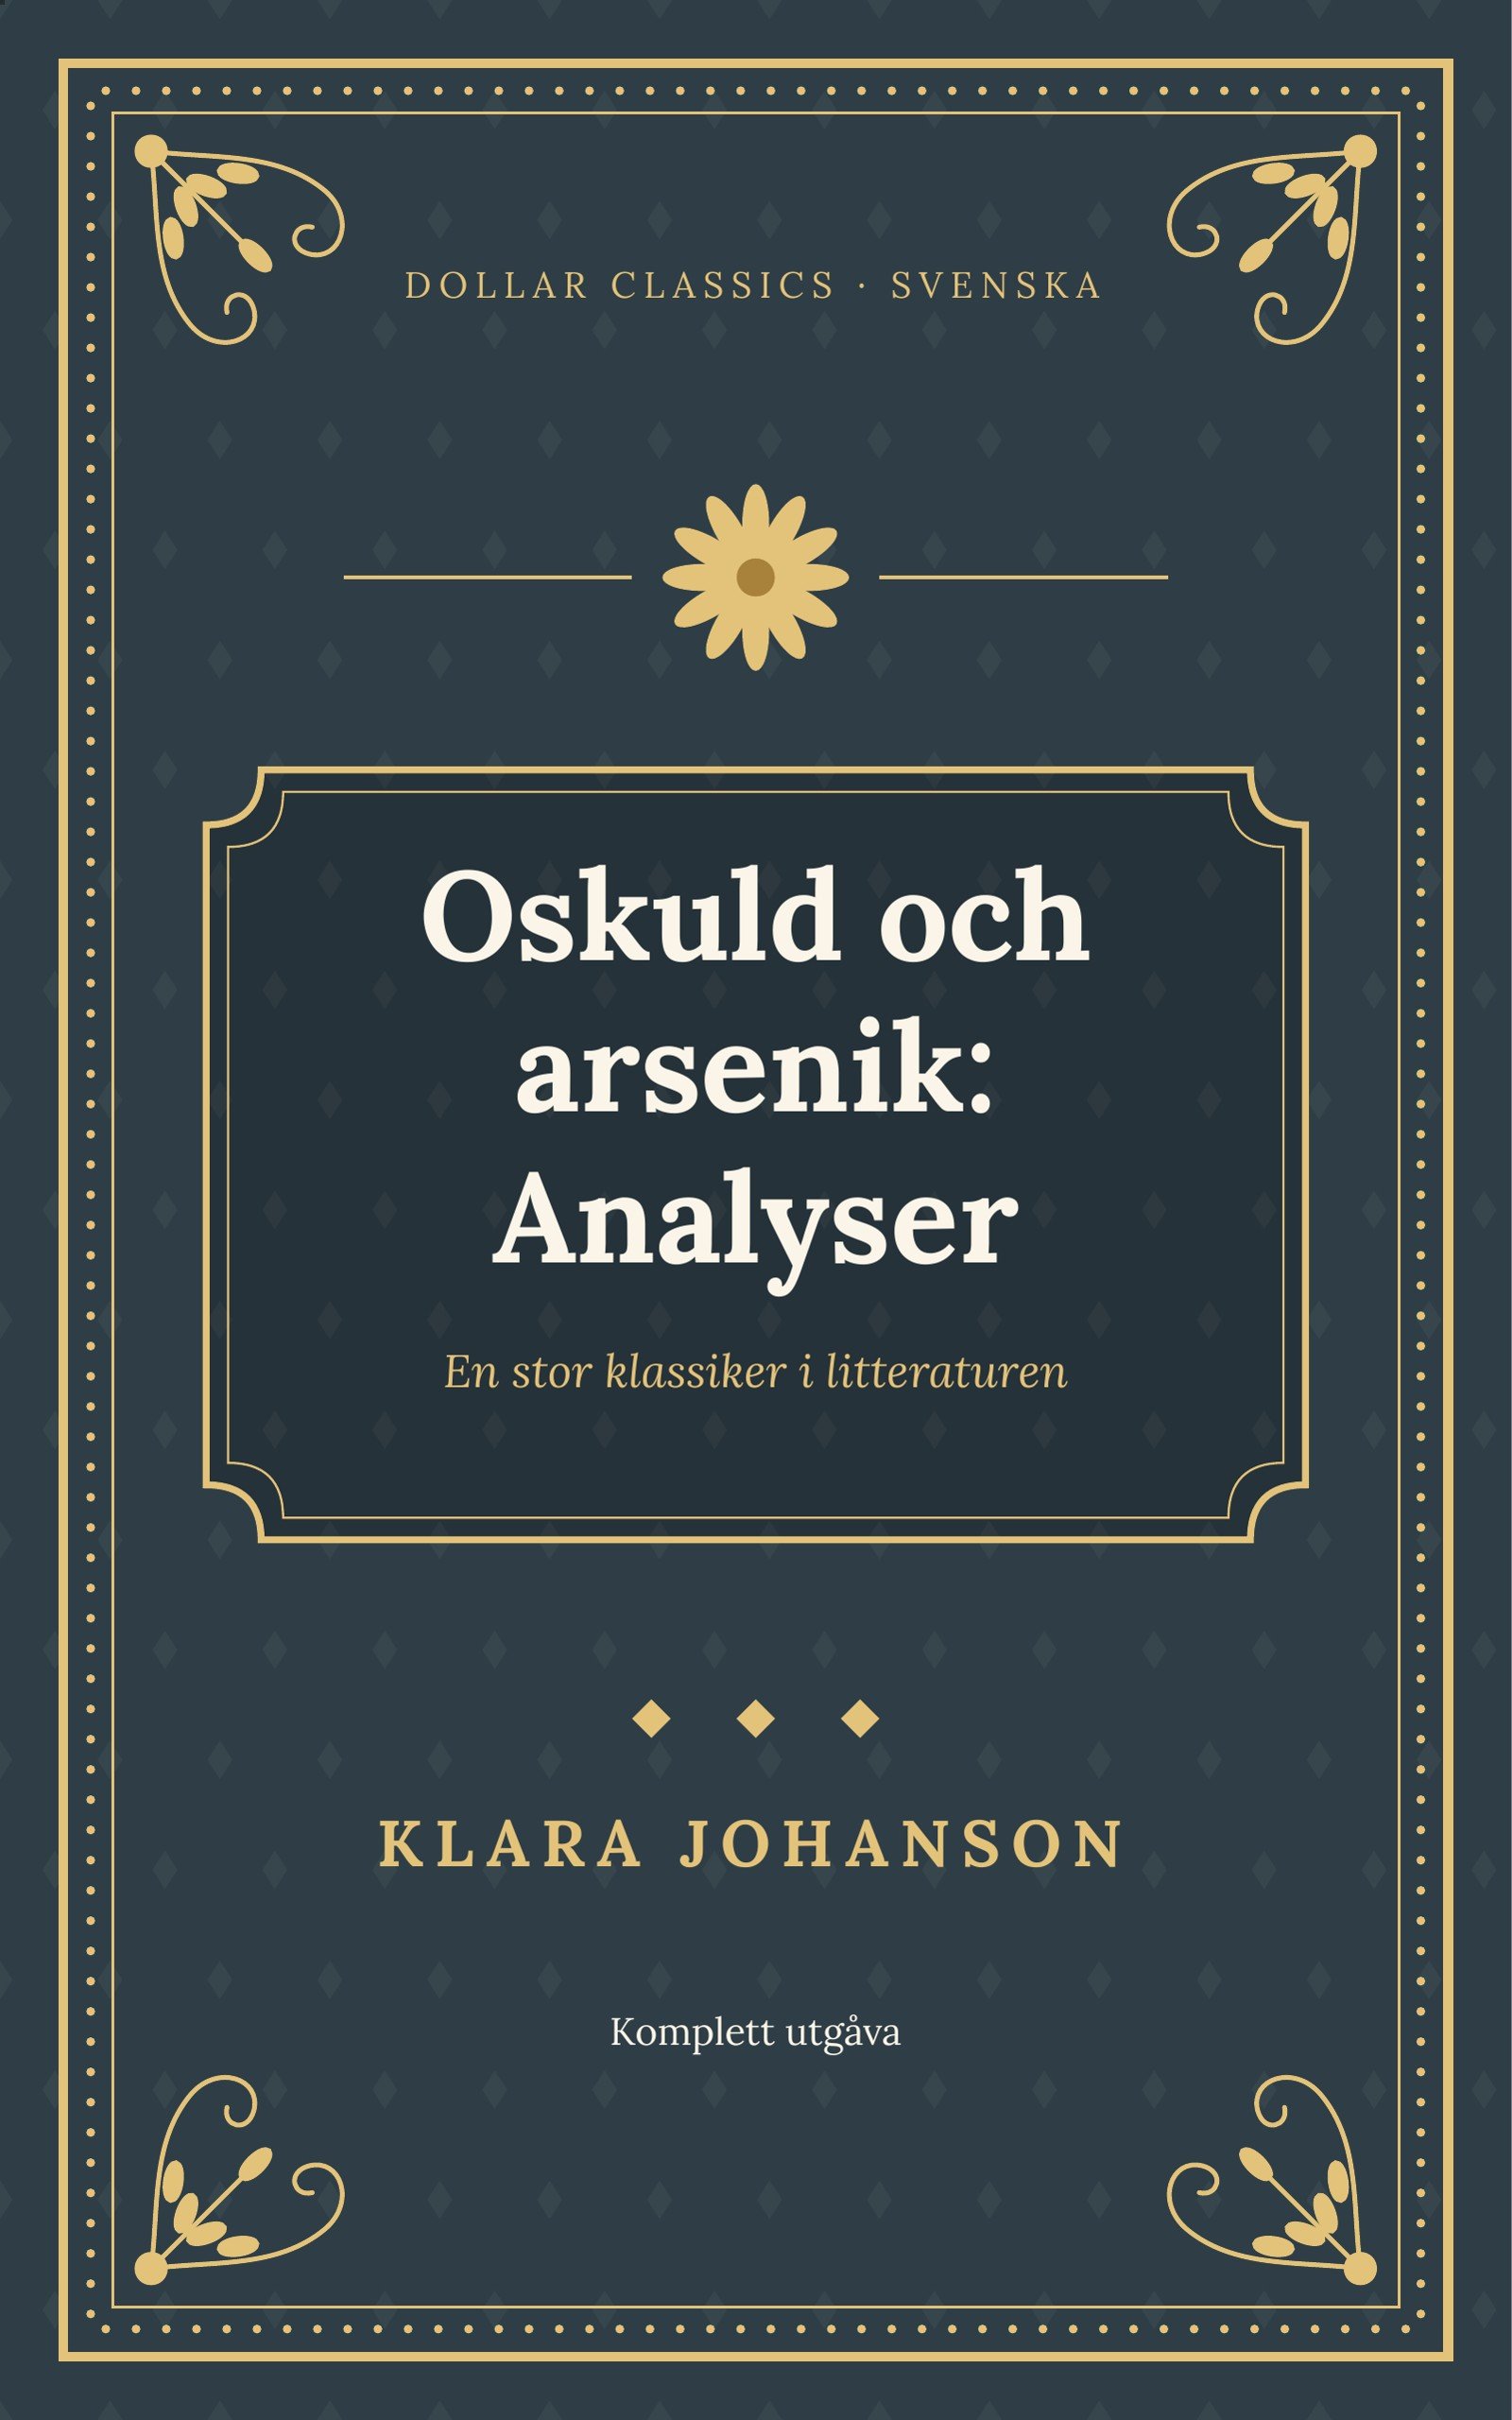 DOLLAR CLASSICS · SVENSKA
Oskuld och
arsenik:
Analyser
En stor klassiker i litteraturen
KLARA JOHANSON
Komplett utgåva